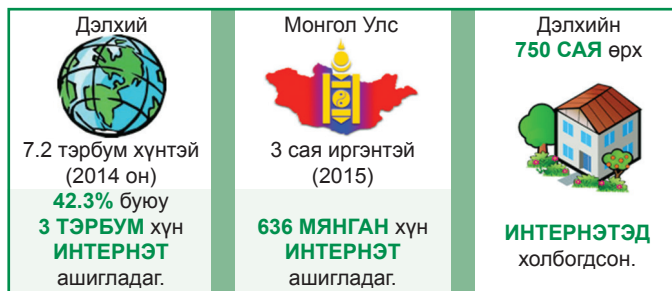 Дэлхий
7.2 тэрбум хүнтэй
(2014 он)
42.3% буюу
3 ТЭРБУМ хүн
ИНТЕРНЭТ
ашигладаг.
Монгол Улс
3 сая иргэнтэй
(2015)
636 МЯНГАН хүн
ИНТЕРНЭТ
ашигладаг.
Дэлхийн
750 САЯ өрх
ИНТЕРНЭТЭД
холбогдсон.